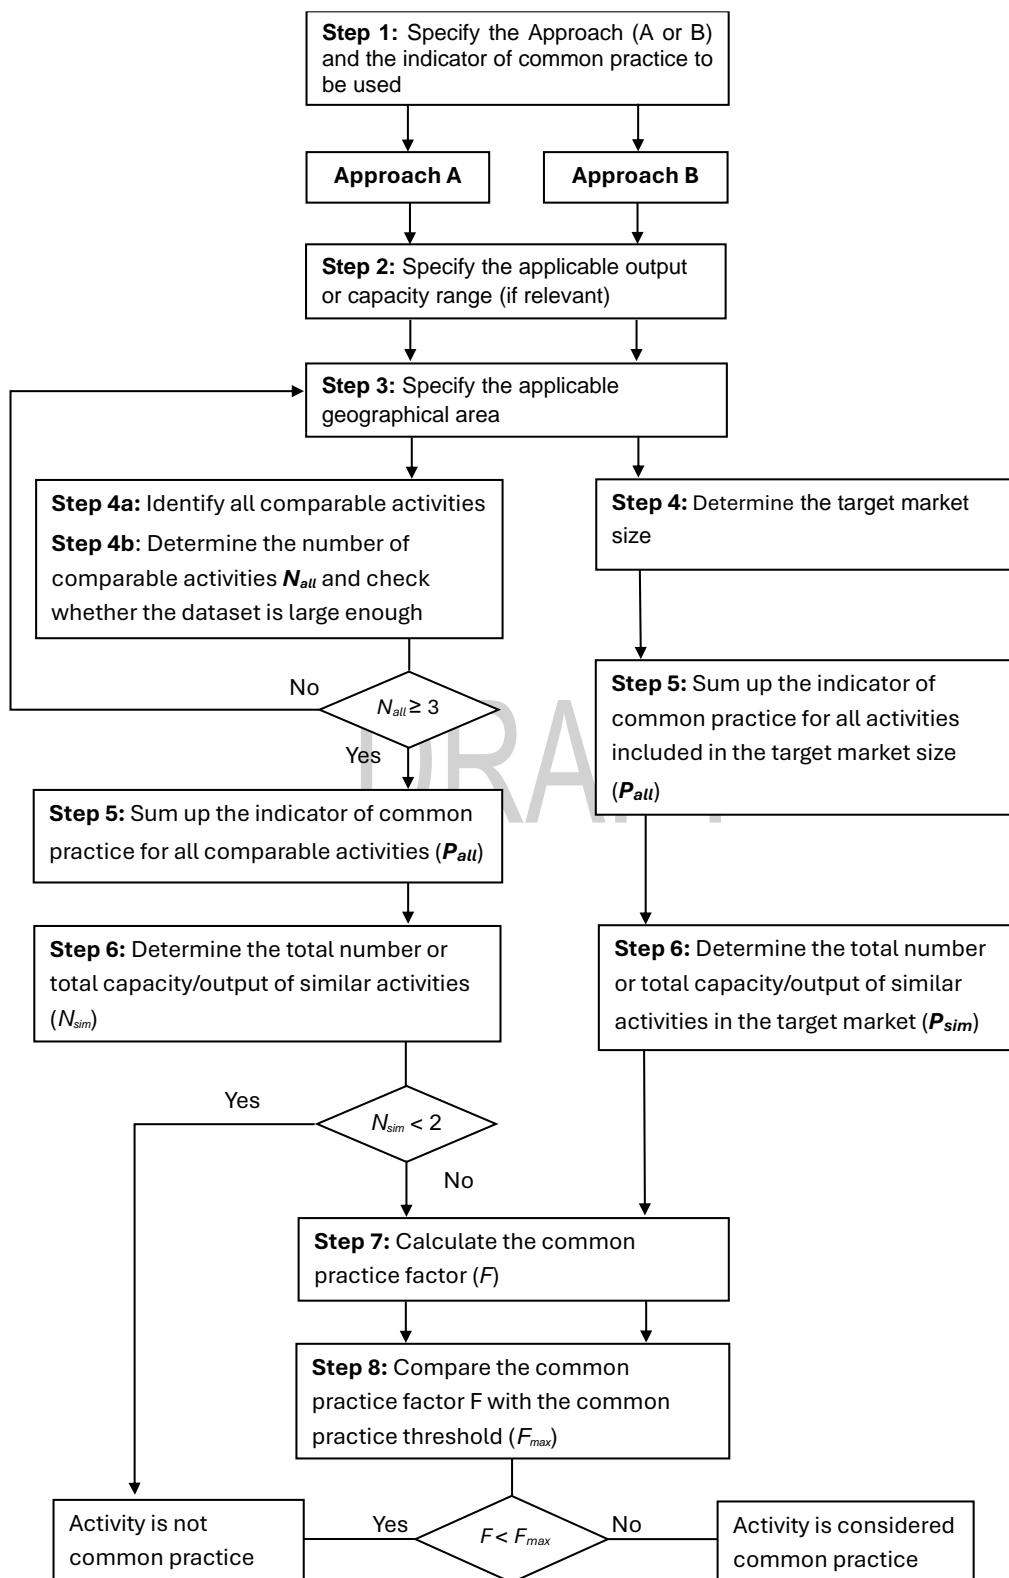 Step 1: Specify the Approach (A or B)
and the indicator of common practice to
be used
Approach A
Approach B
Step 2: Specify the applicable output
or capacity range (if relevant)
Step 3: Specify the applicable
geographical area
Step 4a: Identify all comparable activities
Step 4b: Determine the number of
comparable activities N_all and check
whether the dataset is large enough
Step 4: Determine the target market
size
No
N_all ≥ 3
Yes
Step 5: Sum up the indicator of
common practice for all activities
included in the target market size
(P_all)
DRAFT
Step 5: Sum up the indicator of common
practice for all comparable activities (P_all)
Step 6: Determine the total number or
total capacity/output of similar activities
(N_sim)
Step 6: Determine the total number
or total capacity/output of similar
activities in the target market (P_sim)
Yes
N_sim < 2
No
Step 7: Calculate the common
practice factor (F)
Step 8: Compare the common
practice factor F with the common
practice threshold (F_max)
Activity is not
common practice
Yes
F < F_max
No
Activity is considered
common practice